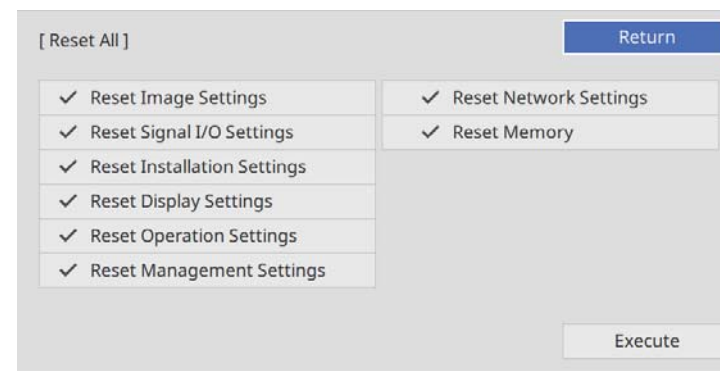 [ Reset All ]
Return
✓ Reset Image Settings
✓ Reset Signal I/O Settings
✓ Reset Installation Settings
✓ Reset Display Settings
✓ Reset Operation Settings
✓ Reset Management Settings
✓ Reset Network Settings
✓ Reset Memory
Execute